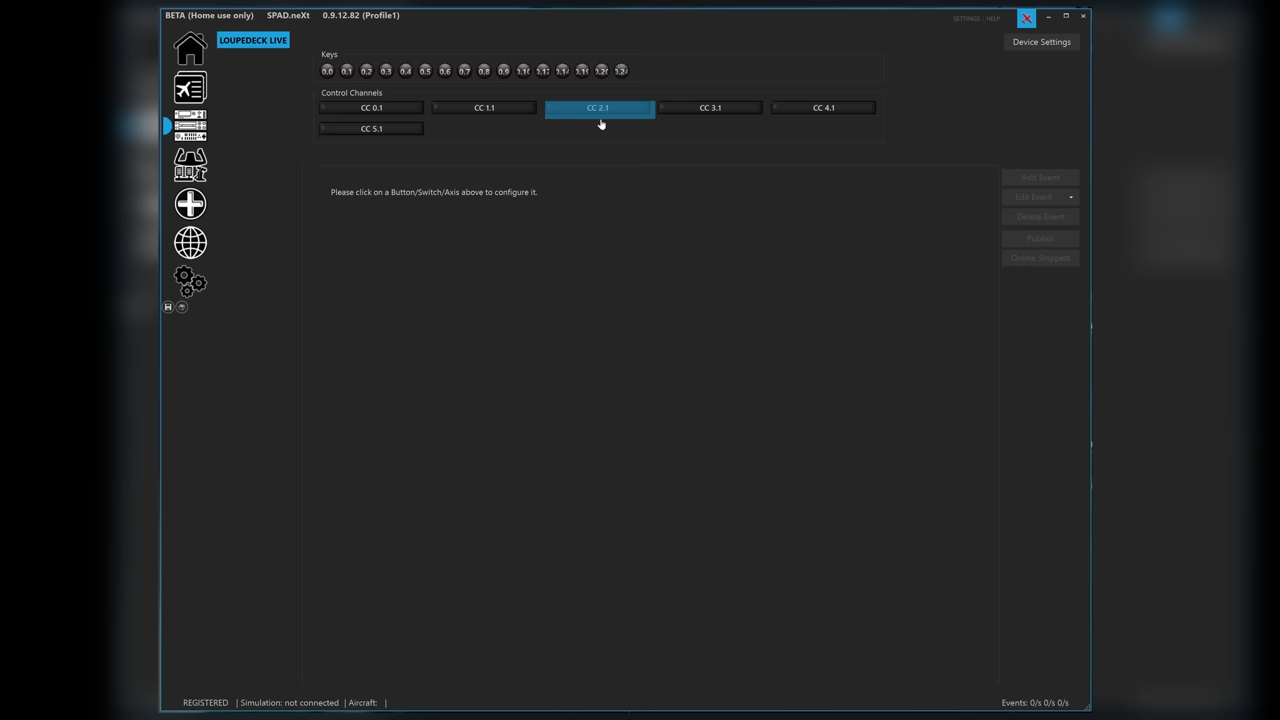 BETA (Home use only) SPAD.neXt 0.9.12.82 (Profile1)
SETTINGS HELP
LOUPEDECK LIVE
Device Settings
Keys
0.0 0.1 0.2 0.3 0.4 0.5 0.6 0.7 0.8 0.9
Control Channels
CC 0.1 CC 1.1 CC 2.1 CC 3.1 CC 4.1
CC 5.1
Please click on a Button/Switch/Axis above to configure it.
Add Event
Edit Event
Delete Event
Publish
Online Snippets
REGISTERED | Simulation: not connected | Aircraft: |
Events: 0/s 0/s 0/s